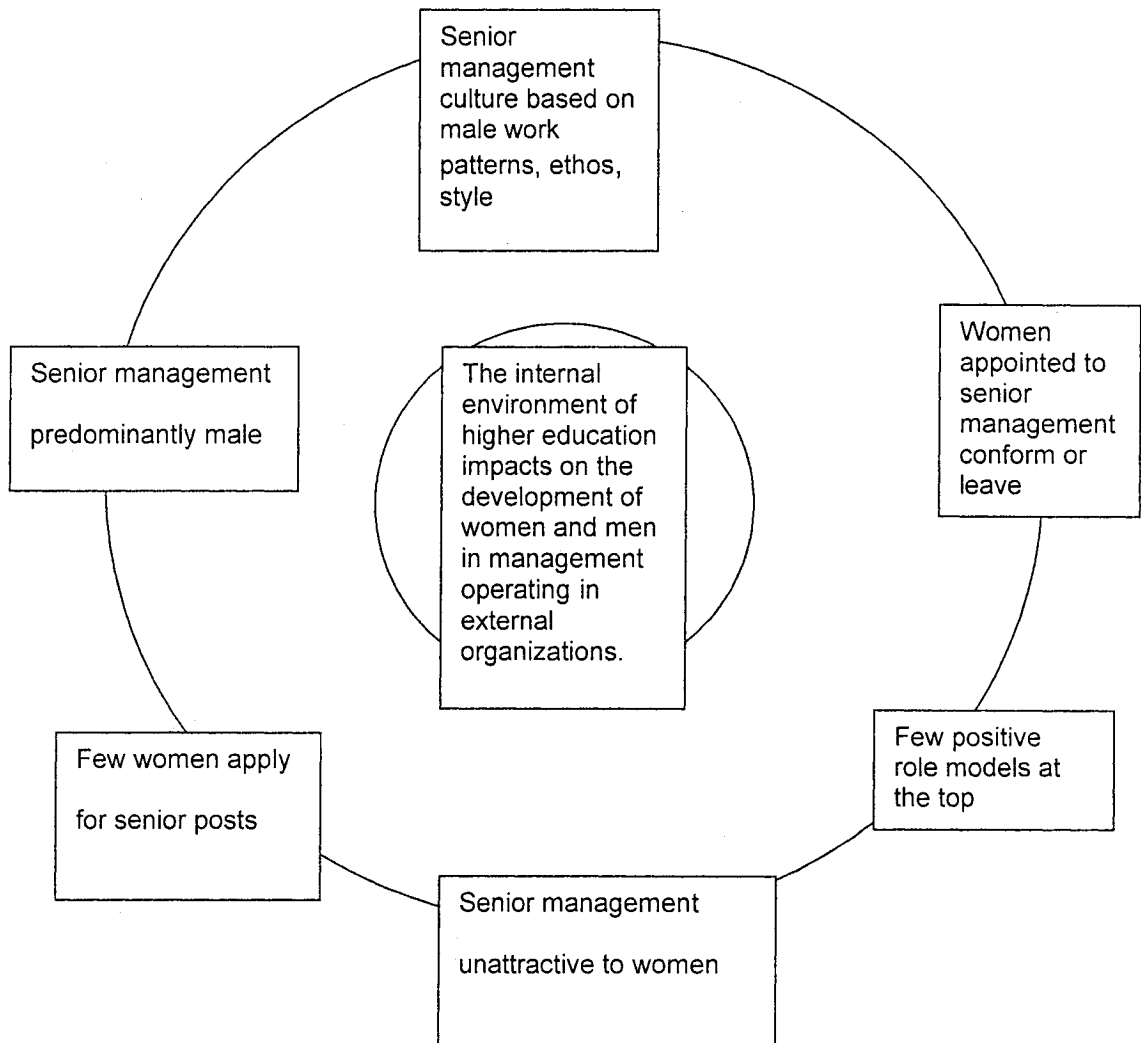 Senior
management
culture based on
male work
patterns, ethos,
style
Women
appointed to
senior
management
conform or
leave
Few positive
role models at
the top
Senior management
unattractive to women
Few women apply
for senior posts
Senior management
predominantly male
The internal
environment of
higher education
impacts on the
development of
women and men
in management
operating in
external
organizations.